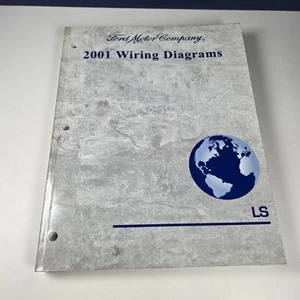 Ford Motor Company,
2001 Wiring Diagrams
LS